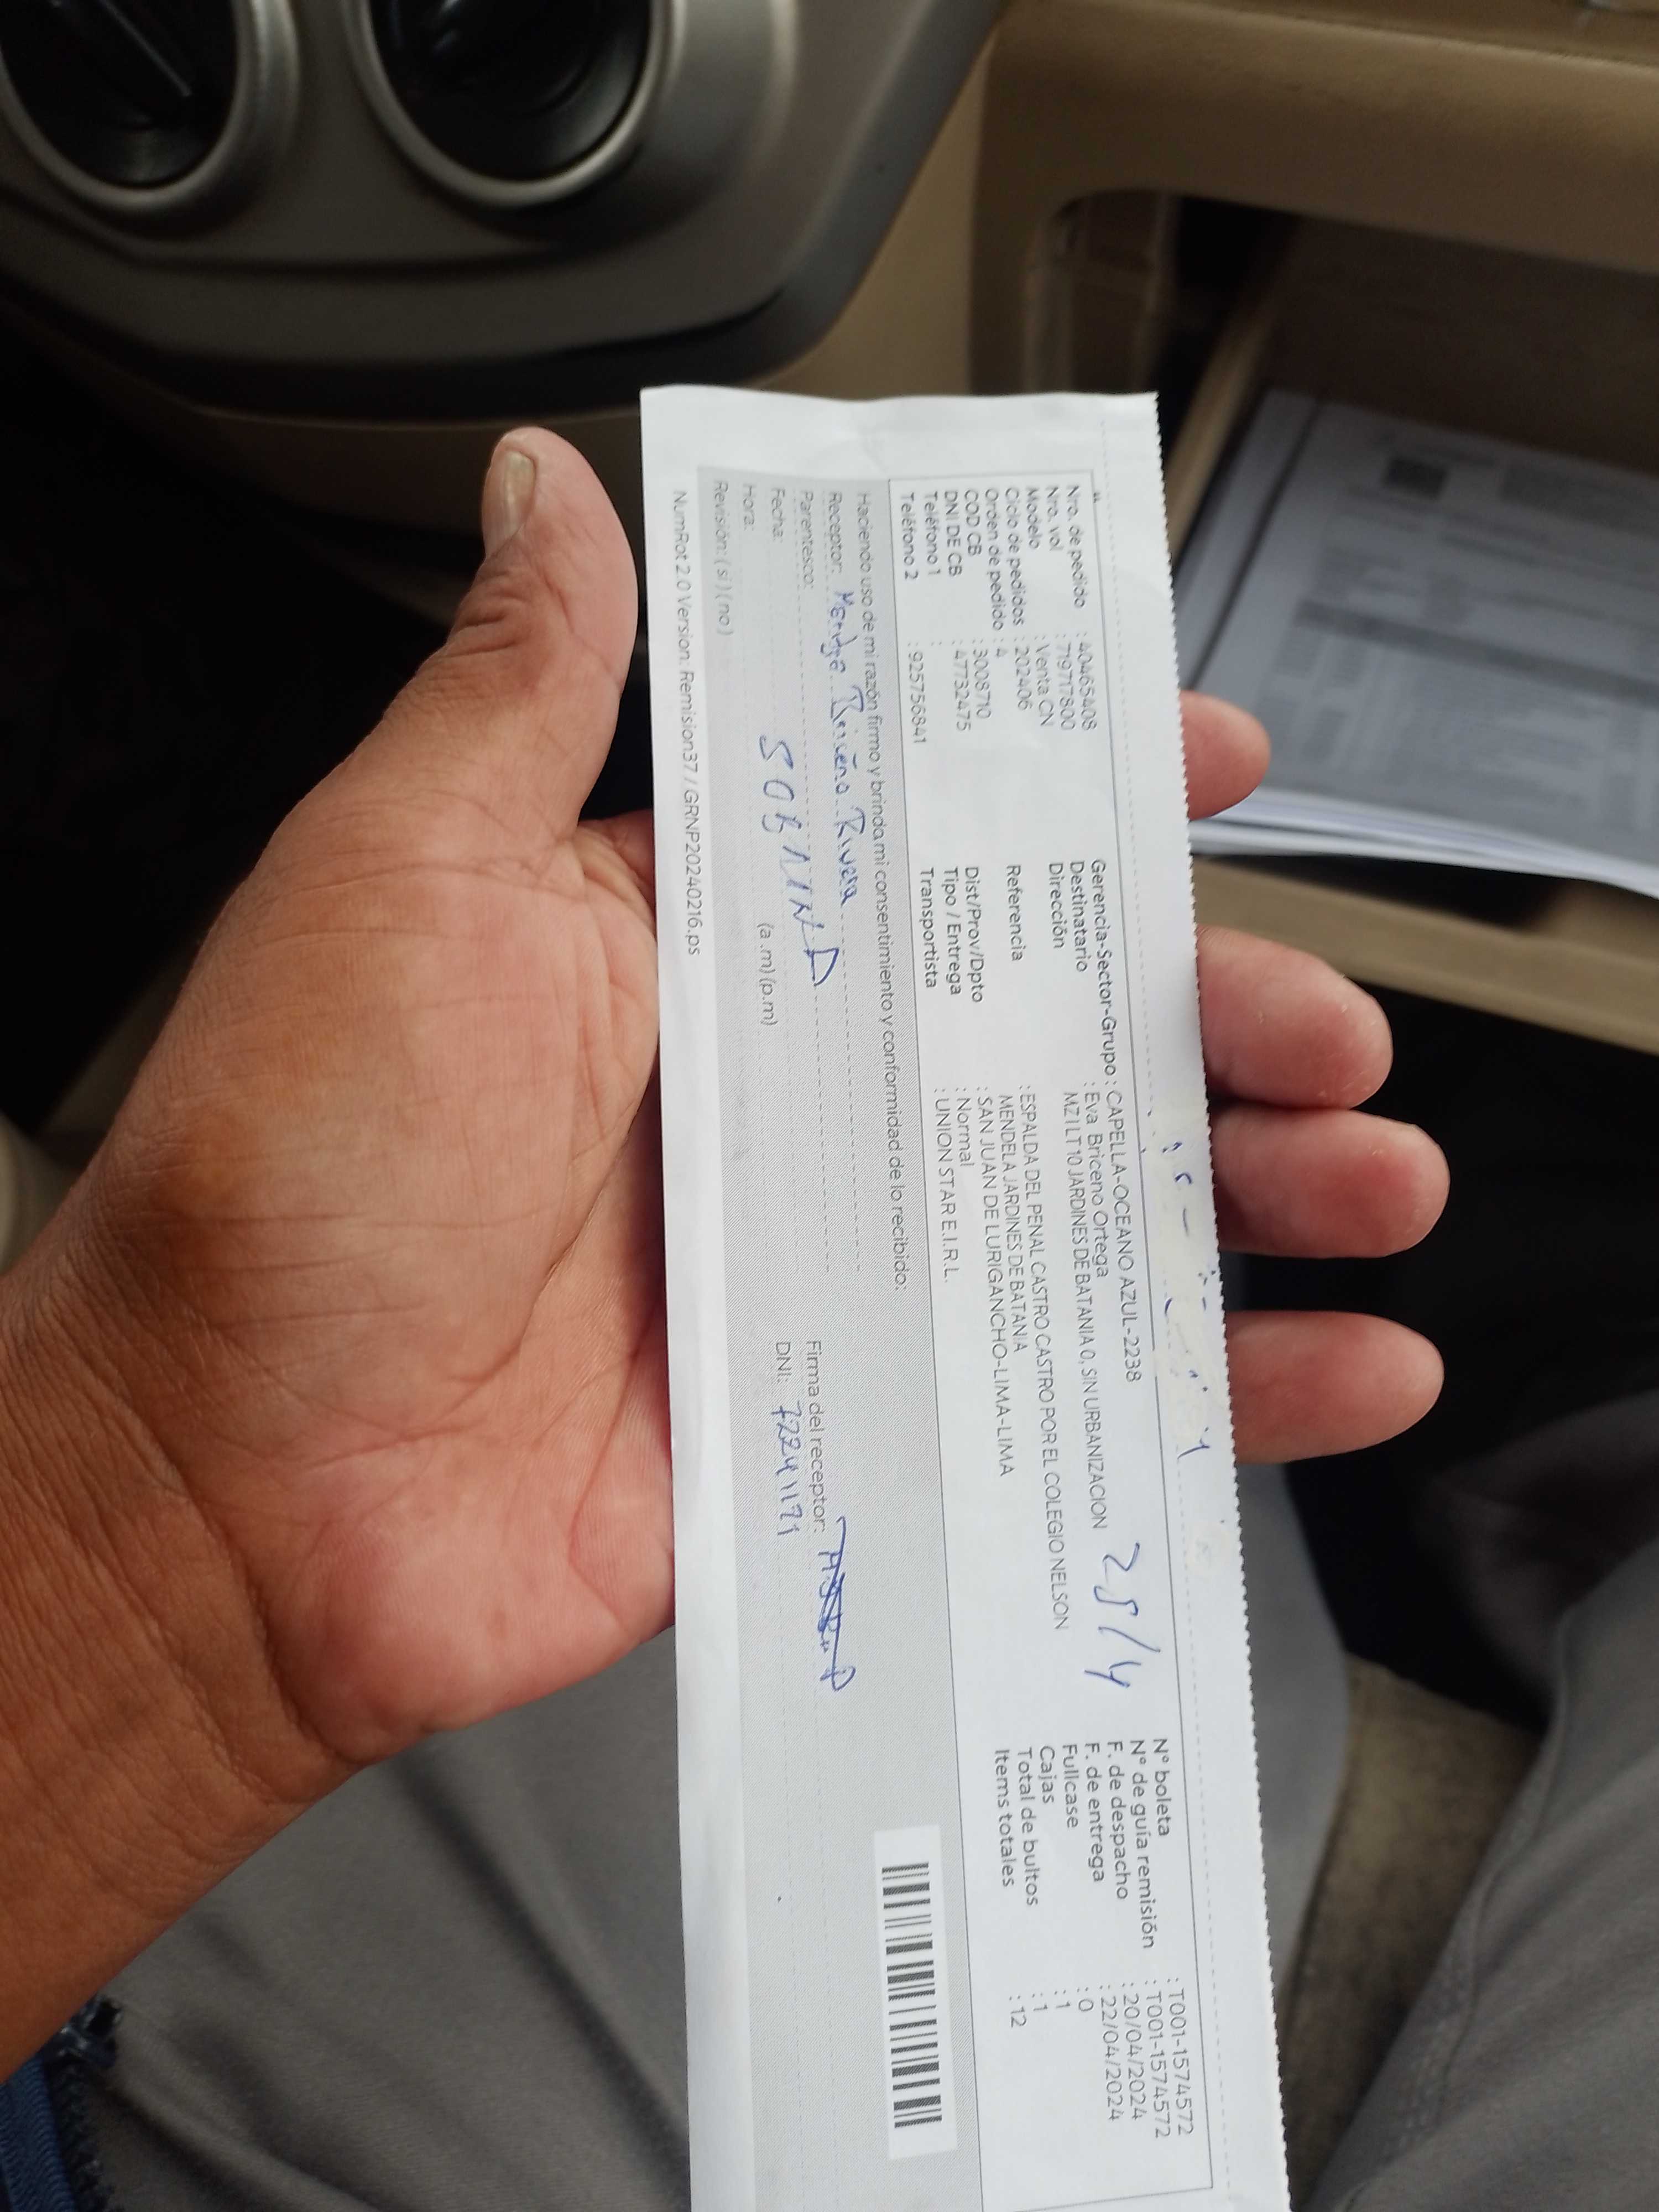 Nro. de pedido : 40465408
Nro. vol : 719717800
Modelo : Venta CN
Ciclo de pedidos : 202406
Orden de pedido : 4
COD CB : 3008710
DNI DE CB : 47732475
Teléfono 1 :
Teléfono 2 : 925756841
Gerencia-Sector-Grupo : CAPELLA-OCEANO AZUL-2238
Destinatario : Eva Briceno Ortega
Dirección : MZ I LT 10 JARDINES DE BATANIA 0, SIN URBANIZACION
Referencia : ESPALDA DEL PENAL CASTRO CASTRO POR EL COLEGIO NELSON
MENDELA JARDINES DE BATANIA
Dist/Prov/Dpto : SAN JUAN DE LURIGANCHO-LIMA-LIMA
Tipo / Entrega : Normal
Transportista : UNION STAR E.I.R.L.
28/4
N° boleta : T001-1574572
N° de guía remisión : T001-1574572
F. de despacho : 20/04/2024
F. de entrega : 22/04/2024
Fullcase : 0
Cajas : 1
Total de bultos : 1
Items totales : 12
Haciendo uso de mi razón firmo y brinda mi consentimiento y conformidad de lo recibido:
Receptor: Rivera
Parentesco:
Fecha:
Hora: (a.m) (p.m)
Revisión: ( si ) ( no )
Firma del receptor:
DNI:
NumRot 2.0 Version: Remision37 / GRNP20240216.ps